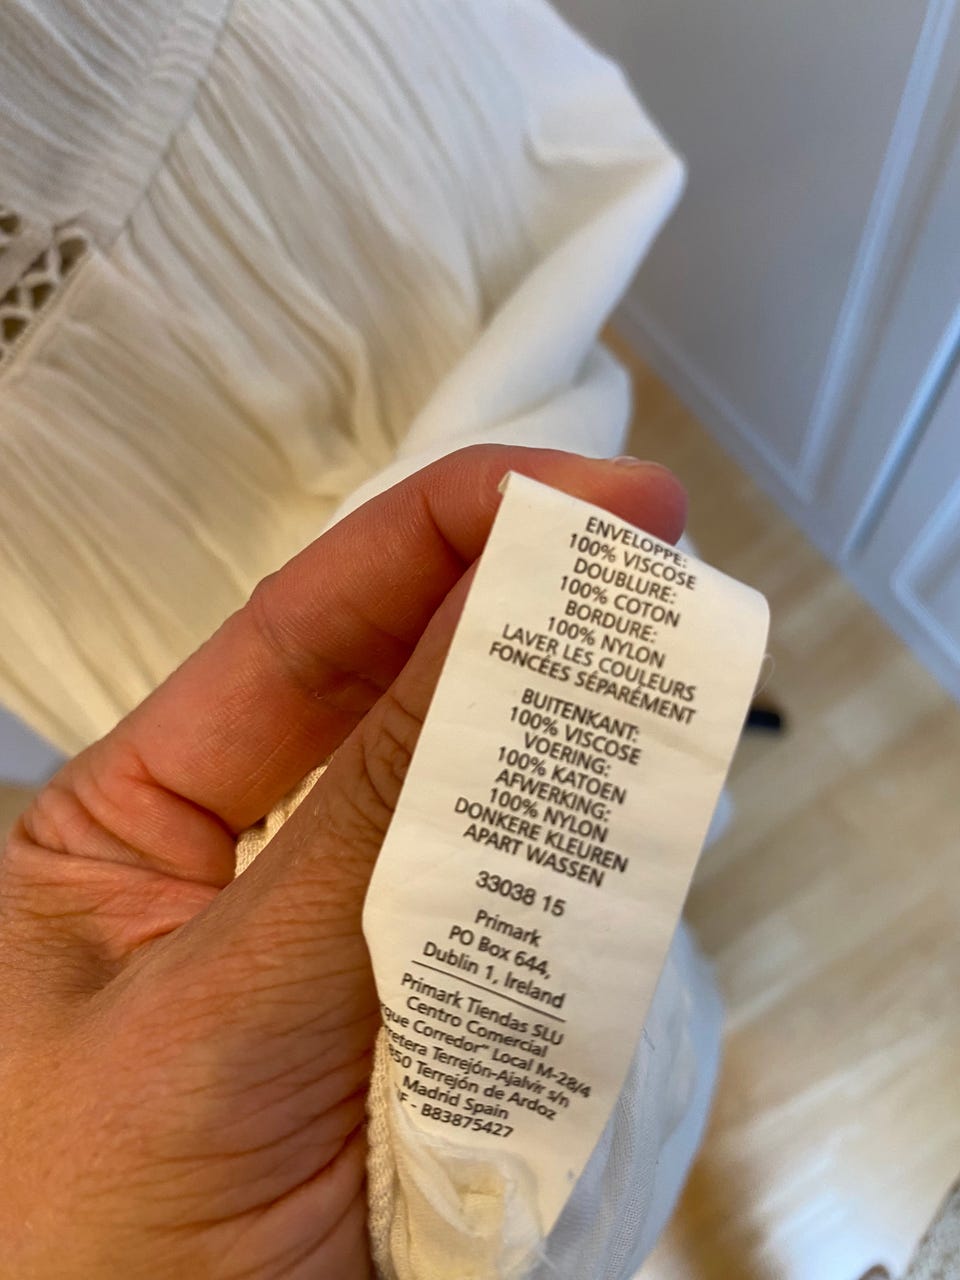 ENVELOPPE:
100% VISCOSE
DOUBLURE:
100% COTON
BORDURE:
100% NYLON
LAVER LES COULEURS
FONCÉES SÉPARÉMENT
BUITENKANT:
100% VISCOSE
VOERING:
100% KATOEN
AFWERKING:
100% NYLON
DONKERE KLEUREN
APART WASSEN
33038 15
Primark
PO Box 644,
Dublin 1, Ireland
Primark Tiendas SLU
Centro Comercial
Corredor" Local M-28/4
Terrejón-Ajalvir s/n
Terrejón de Ardoz
Madrid Spain
- B83875427